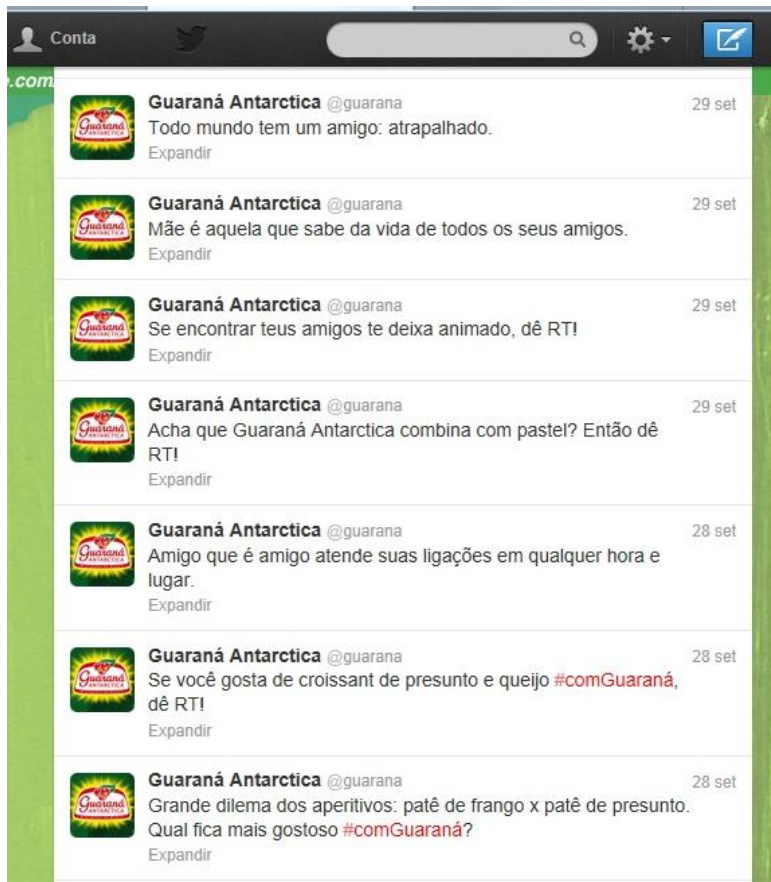 Conta
.com
Guaraná Antarctica @guarana 29 set
Todo mundo tem um amigo: atrapalhado.
Expandir
Guaraná Antarctica @guarana 29 set
Mãe é aquela que sabe da vida de todos os seus amigos.
Expandir
Guaraná Antarctica @guarana 29 set
Se encontrar teus amigos te deixa animado, dê RT!
Expandir
Guaraná Antarctica @guarana 29 set
Acha que Guaraná Antarctica combina com pastel? Então dê
RT!
Expandir
Guaraná Antarctica @guarana 28 set
Amigo que é amigo atende suas ligações em qualquer hora e
lugar.
Expandir
Guaraná Antarctica @guarana 28 set
Se você gosta de croissant de presunto e queijo #comGuaraná,
dê RT!
Expandir
Guaraná Antarctica @guarana 28 set
Grande dilema dos aperitivos: patê de frango x patê de presunto.
Qual fica mais gostoso #comGuaraná?
Expandir